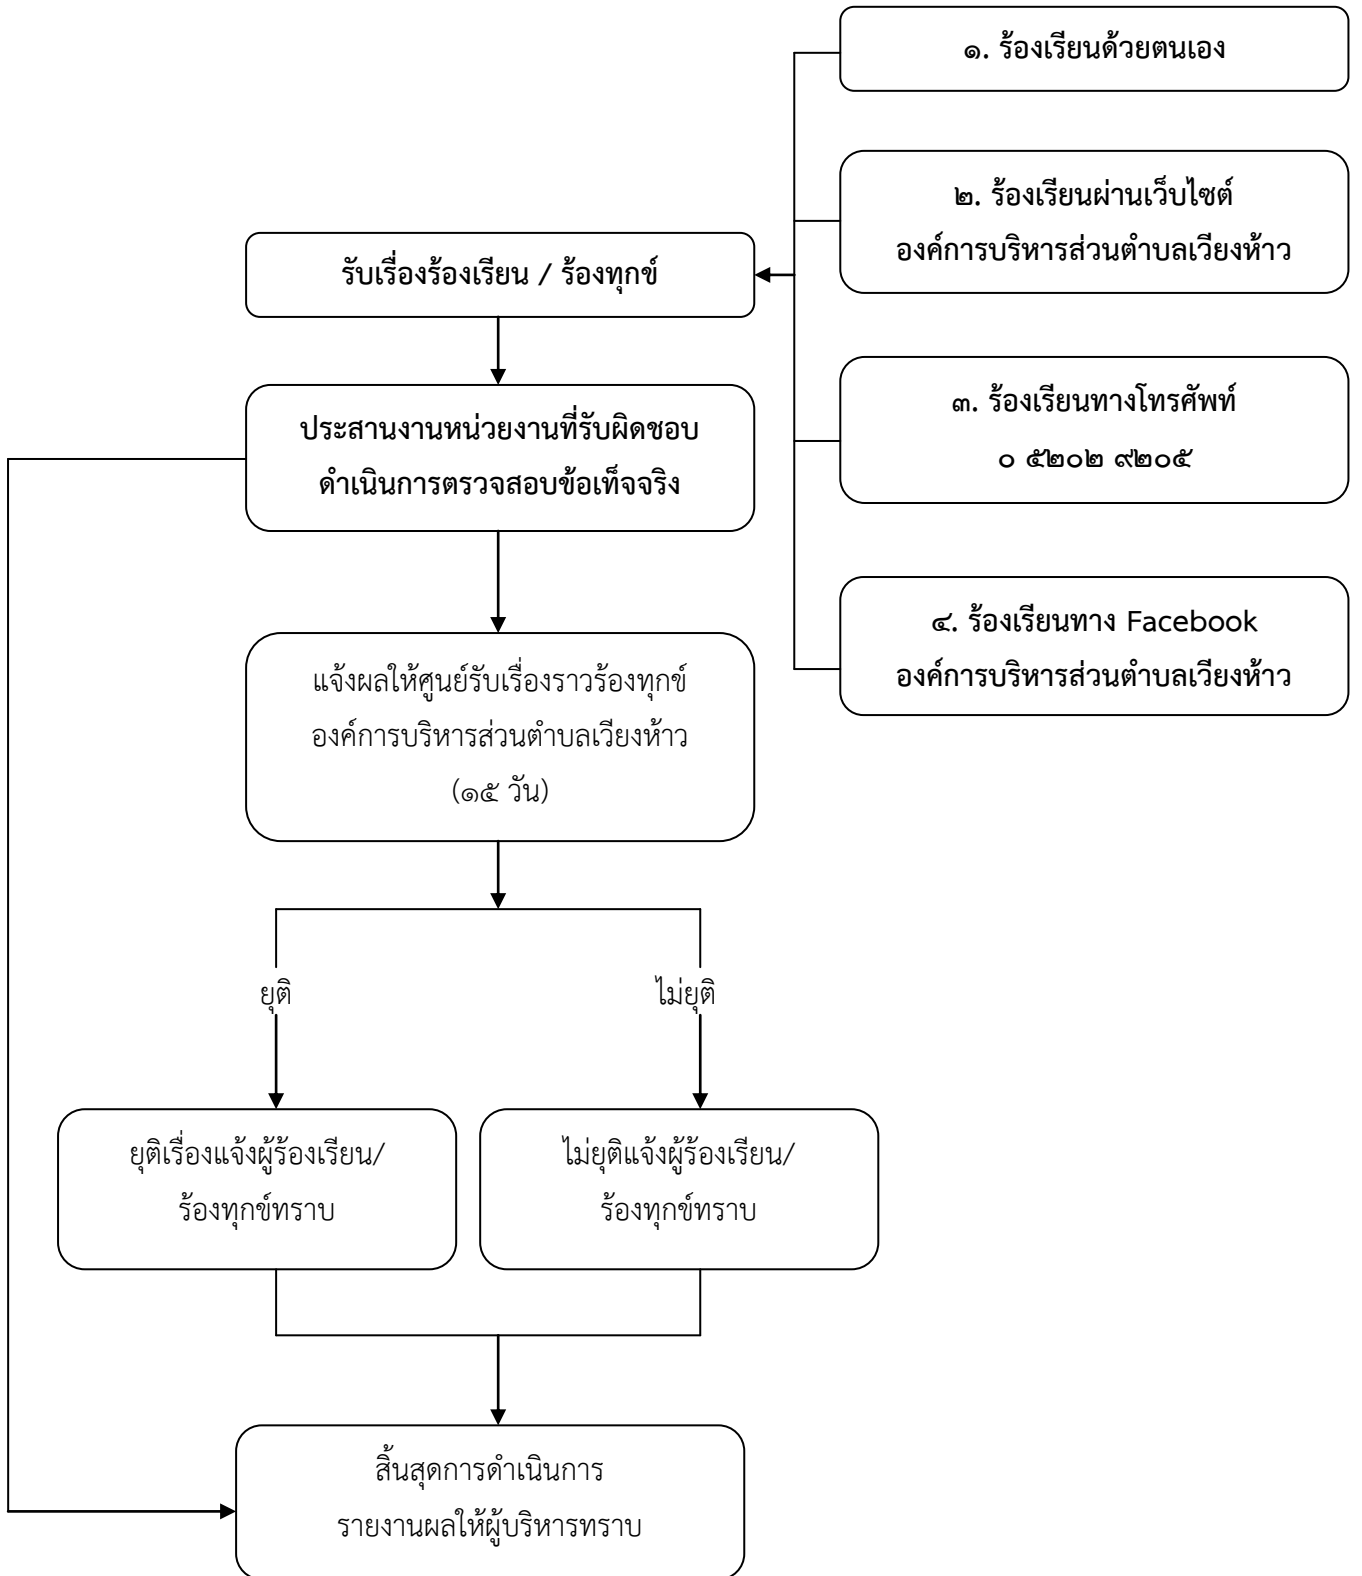 ๑. ร้องเรียนด้วยตนเอง
๒. ร้องเรียนผ่านเว็บไซต์
องค์การบริหารส่วนตำบลเวียงห้าว
รับเรื่องร้องเรียน / ร้องทุกข์
๓. ร้องเรียนทางโทรศัพท์
๐ ๕๒๐๒ ๙๒๐๕
ประสานงานหน่วยงานที่รับผิดชอบ
ดำเนินการตรวจสอบข้อเท็จจริง
๔. ร้องเรียนทาง Facebook
องค์การบริหารส่วนตำบลเวียงห้าว
แจ้งผลให้ศูนย์รับเรื่องราวร้องทุกข์
องค์การบริหารส่วนตำบลเวียงห้าว
(๑๕ วัน)
ยุติ
ไม่ยุติ
ยุติเรื่องแจ้งผู้ร้องเรียน/
ร้องทุกข์ทราบ
ไม่ยุติแจ้งผู้ร้องเรียน/
ร้องทุกข์ทราบ
สิ้นสุดการดำเนินการ
รายงานผลให้ผู้บริหารทราบ